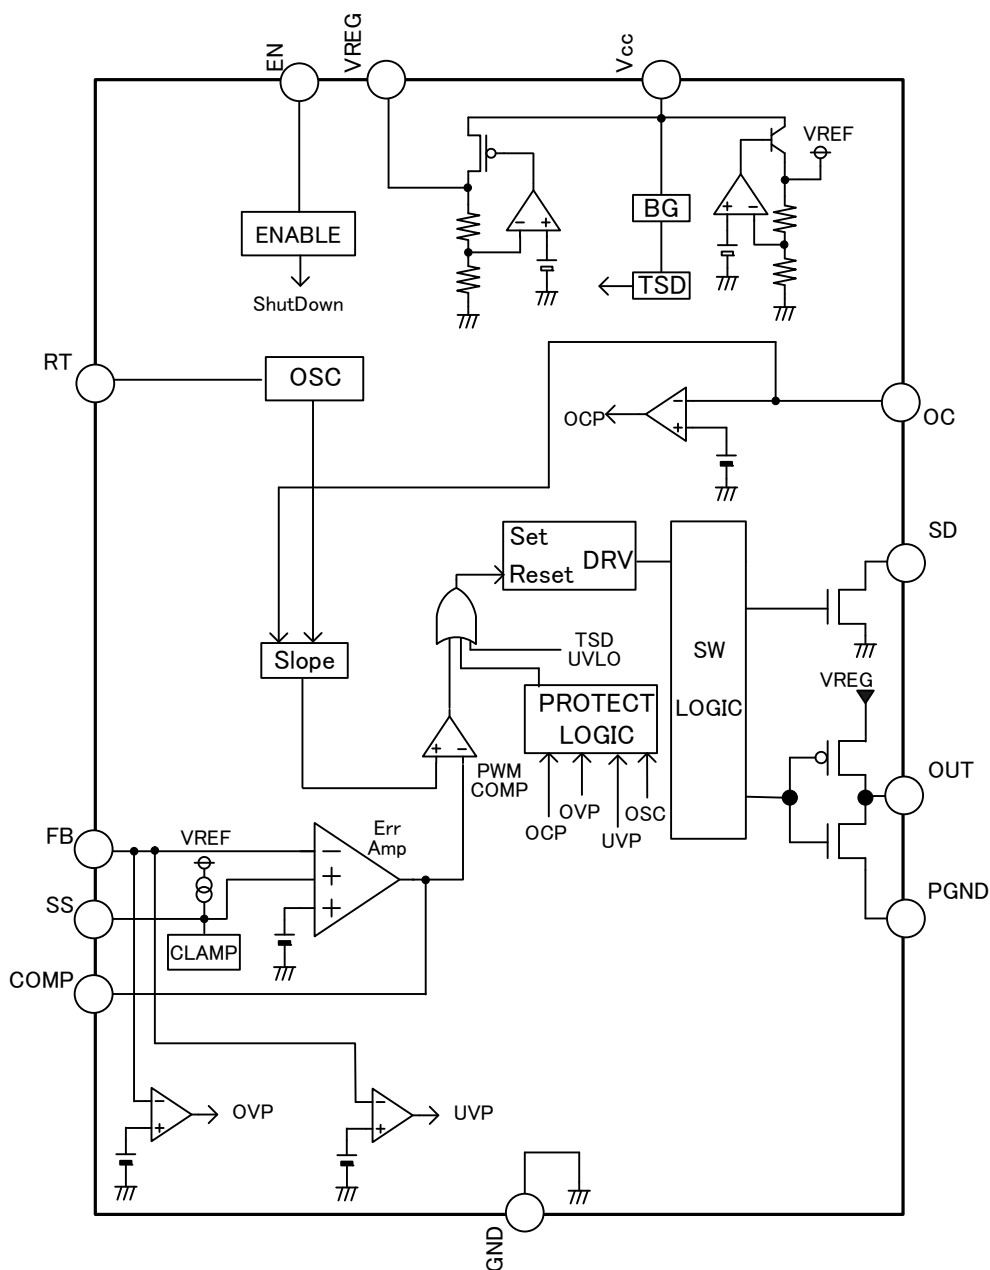 EN
VREG
Vcc
VREF
BG
TSD
ENABLE
ShutDown
+ -
- +
RT
OSC
OCP
-
+
OC
SD
Set
Reset
DRV
SW
LOGIC
TSD
UVLO
Slope
PROTECT
LOGIC
VREG
+ -
PWM
COMP
OCP
OVP
UVP
OSC
OUT
FB
VREF
Err
Amp
-
+
+
SS
CLAMP
COMP
PGND
-
+
OVP
-
+
UVP
GND